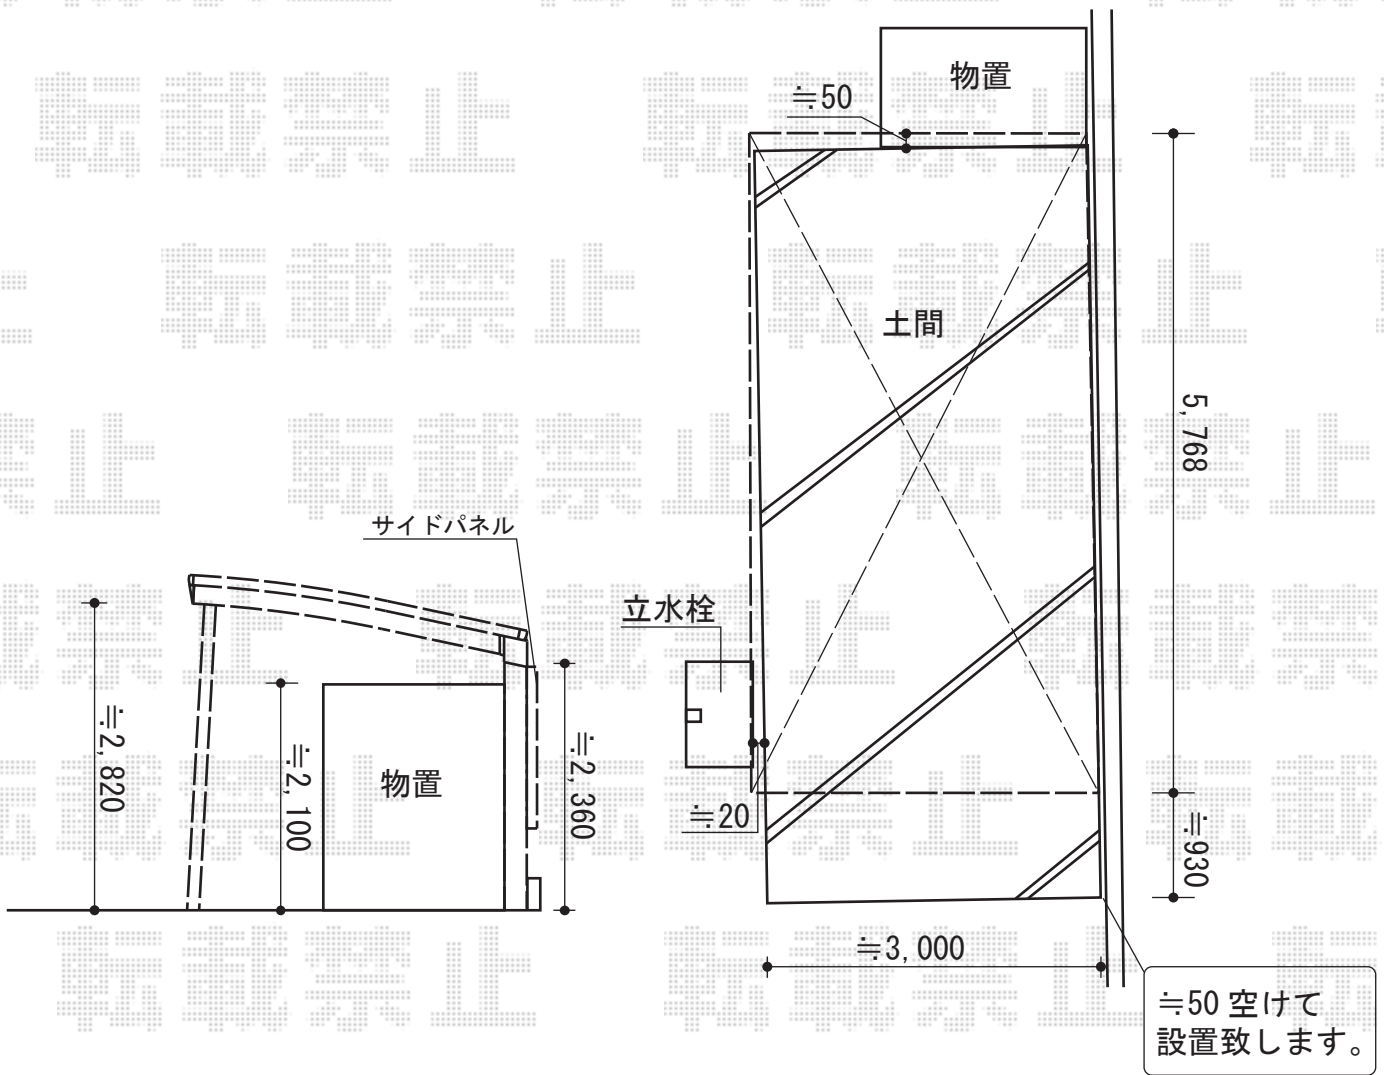 転載禁止
物置
≒50
土間
5,768
サイドパネル
立水栓
≒2,820
≒2,100
物置
≒2,360
≒20
≒930
≒3,000
≒50 空けて
設置致します。